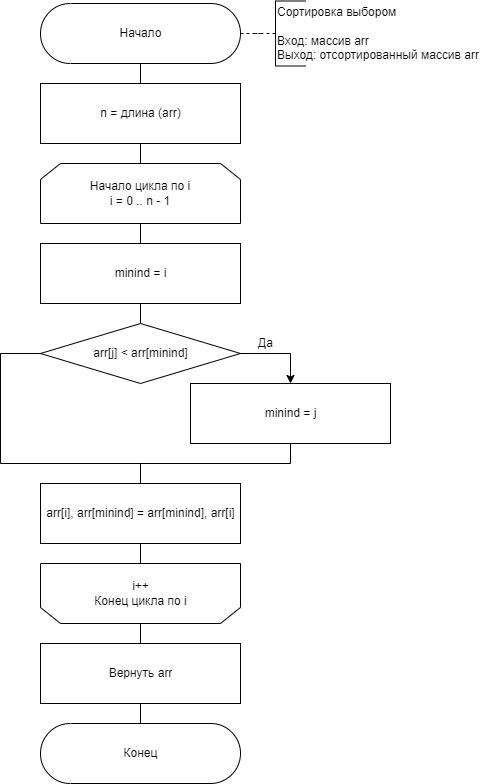 Начало
Сортировка выбором
Вход: массив arr
Выход: отсортированный массив arr
n = длина (arr)
Начало цикла по i
i = 0 .. n - 1
minind = i
arr[j] < arr[minind]
Да
minind = j
arr[i], arr[minind] = arr[minind], arr[i]
i++
Конец цикла по i
Вернуть arr
Конец